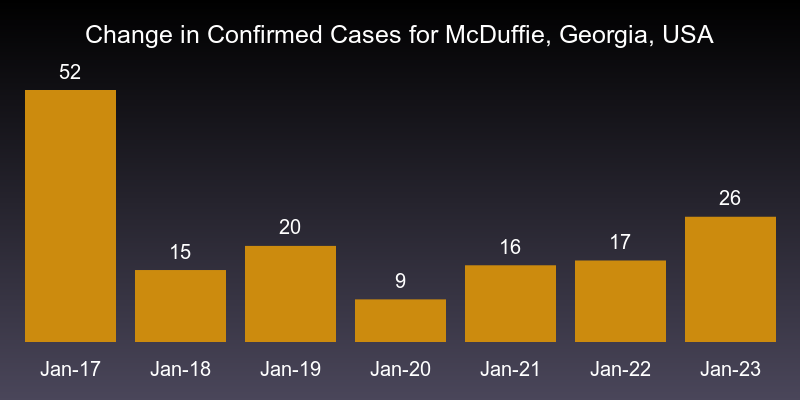 Change in Confirmed Cases for McDuffie, Georgia, USA
52
15
20
9
16
17
26
Jan-17
Jan-18
Jan-19
Jan-20
Jan-21
Jan-22
Jan-23